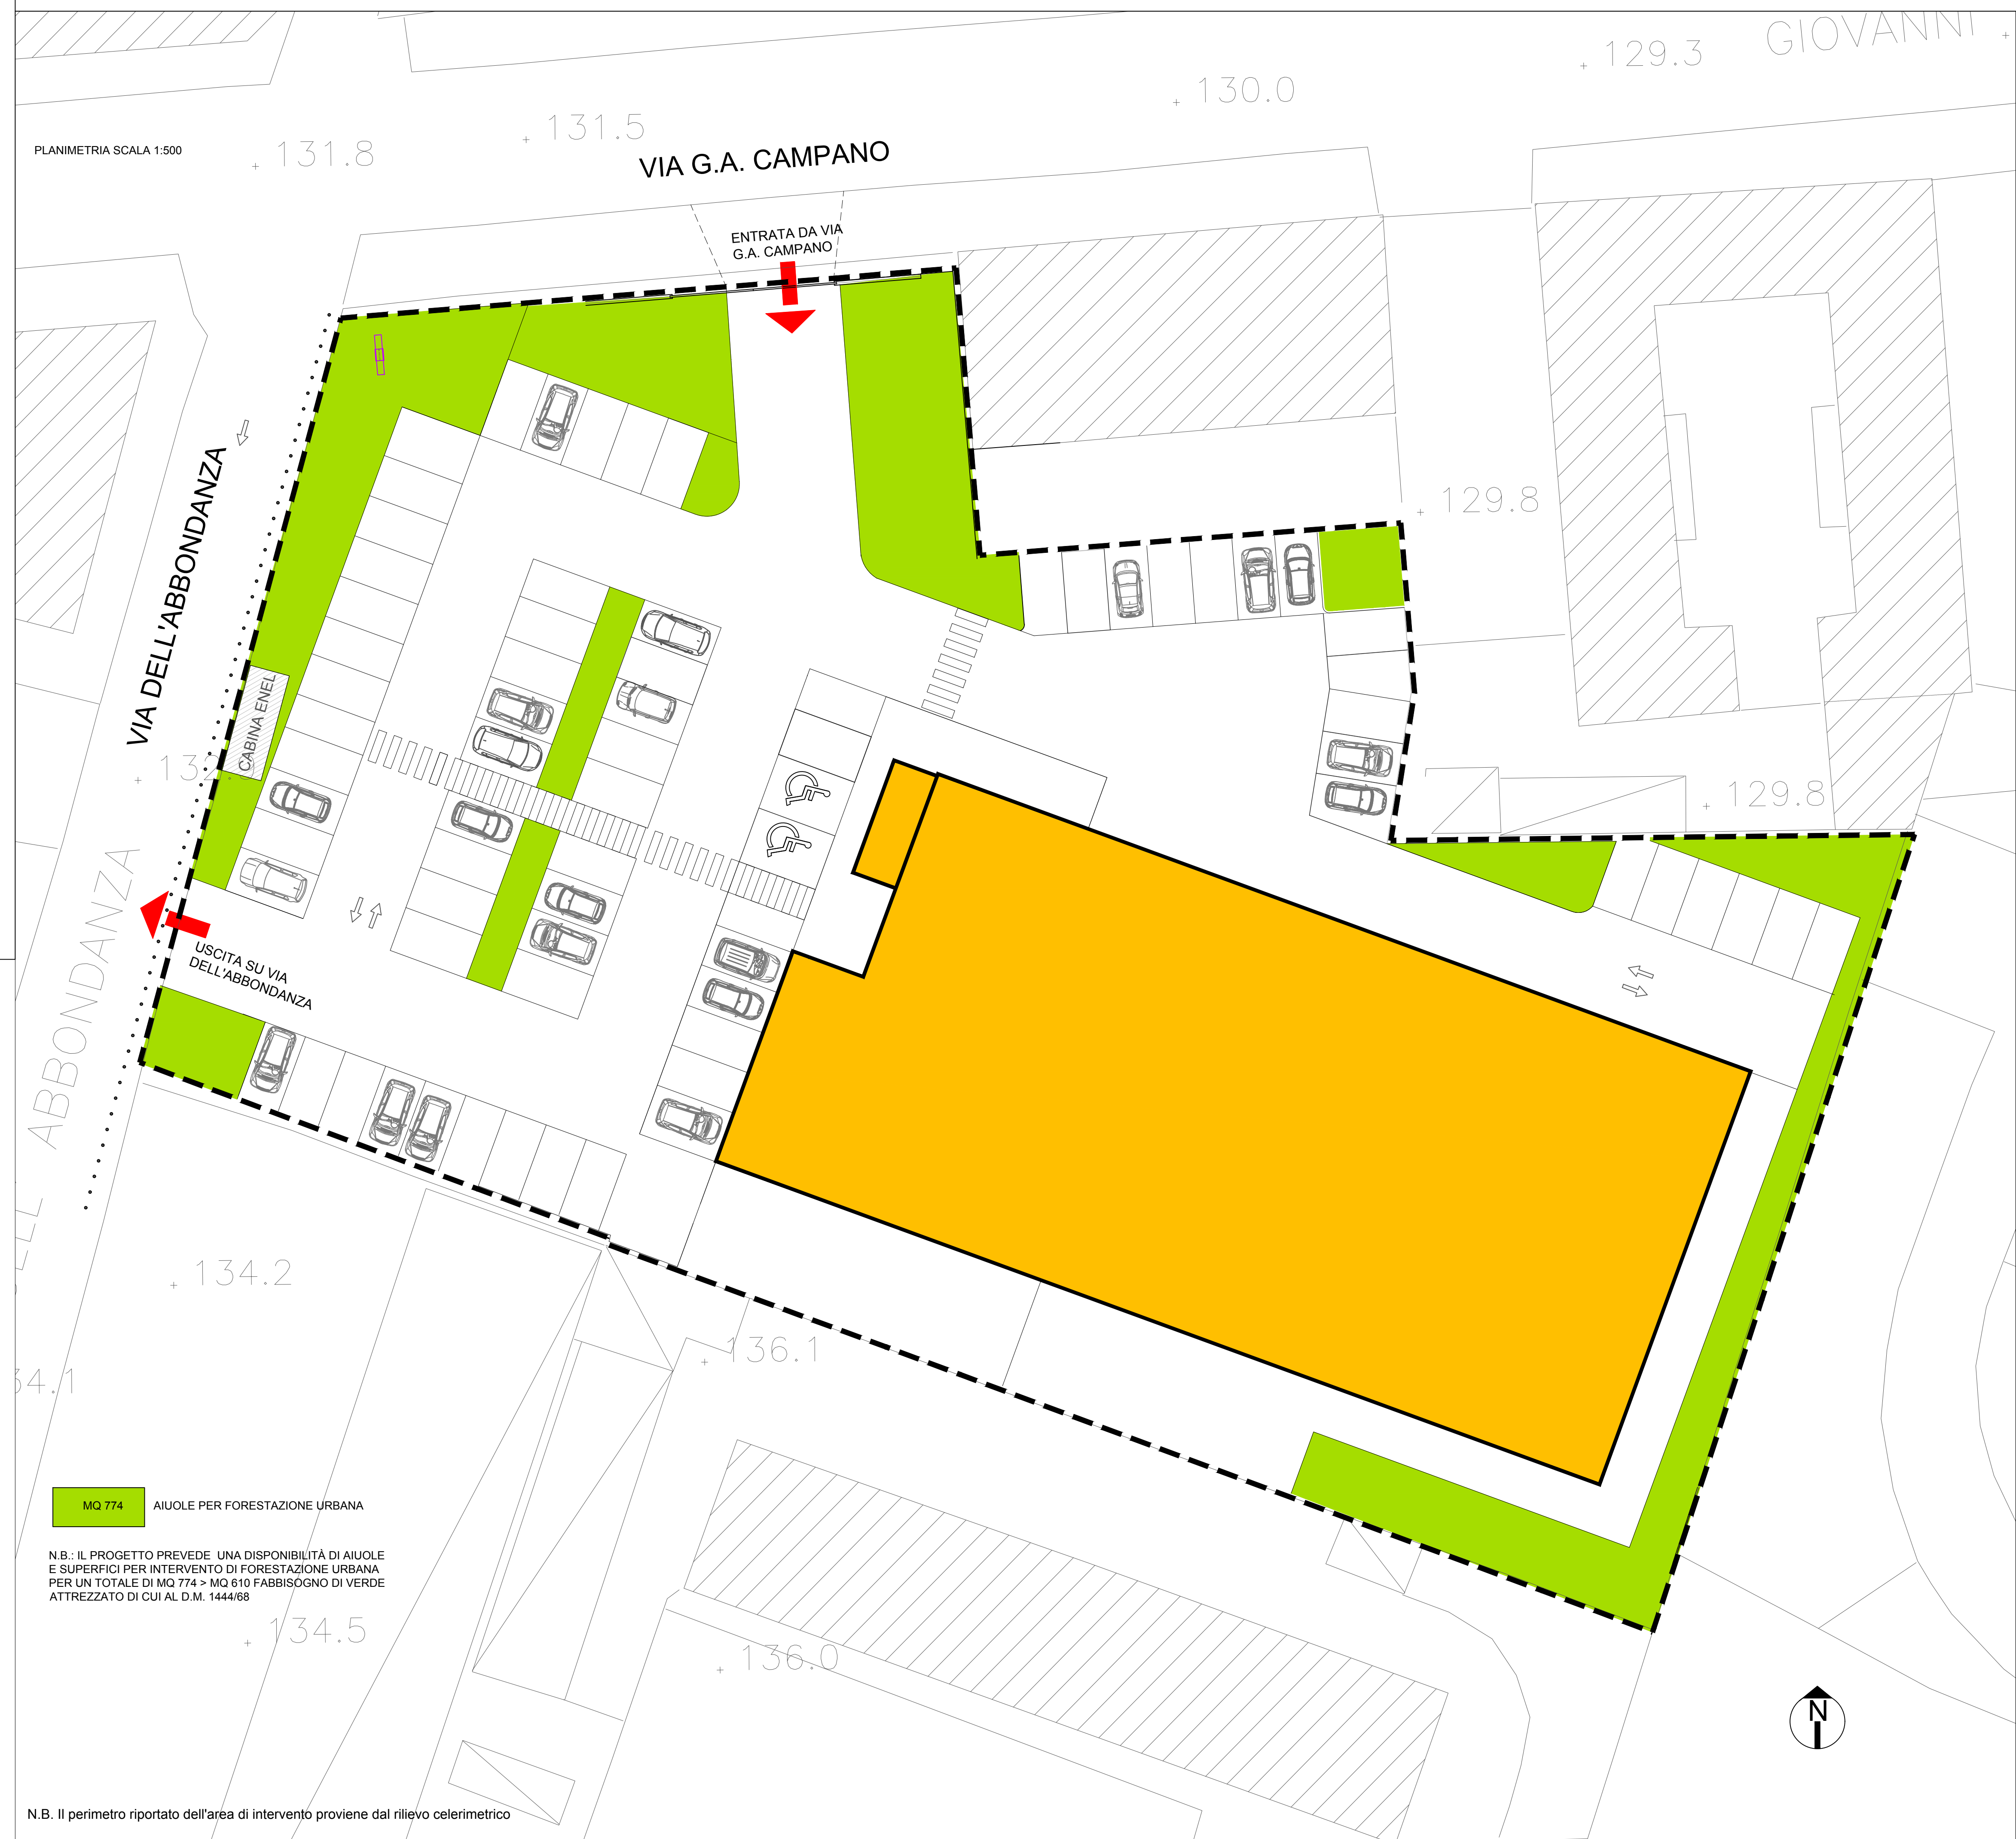 GIOVANNI
129.3
130.0
131.5
131.8
PLANIMETRIA SCALA 1:500
VIA G.A. CAMPANO
ENTRATA DA VIA
G.A. CAMPANO
129.8
VIA DELL'ABBONDANZA
CABINA ENEL
129.8
USCITA SU VIA
DELL'ABBONDANZA
ABBONDANZA
134.2
136.1
34.1
MQ 774
AIUOLE PER FORESTAZIONE URBANA
N.B.: IL PROGETTO PREVEDE UNA DISPONIBILITÀ DI AIUOLE
E SUPERFICI PER INTERVENTO DI FORESTAZIONE URBANA
PER UN TOTALE DI MQ 774 > MQ 610 FABBISOGNO DI VERDE
ATTREZZATO DI CUI AL D.M. 1444/68
134.5
136.0
N
N.B. Il perimetro riportato dell'area di intervento proviene dal rilievo celerimetrico